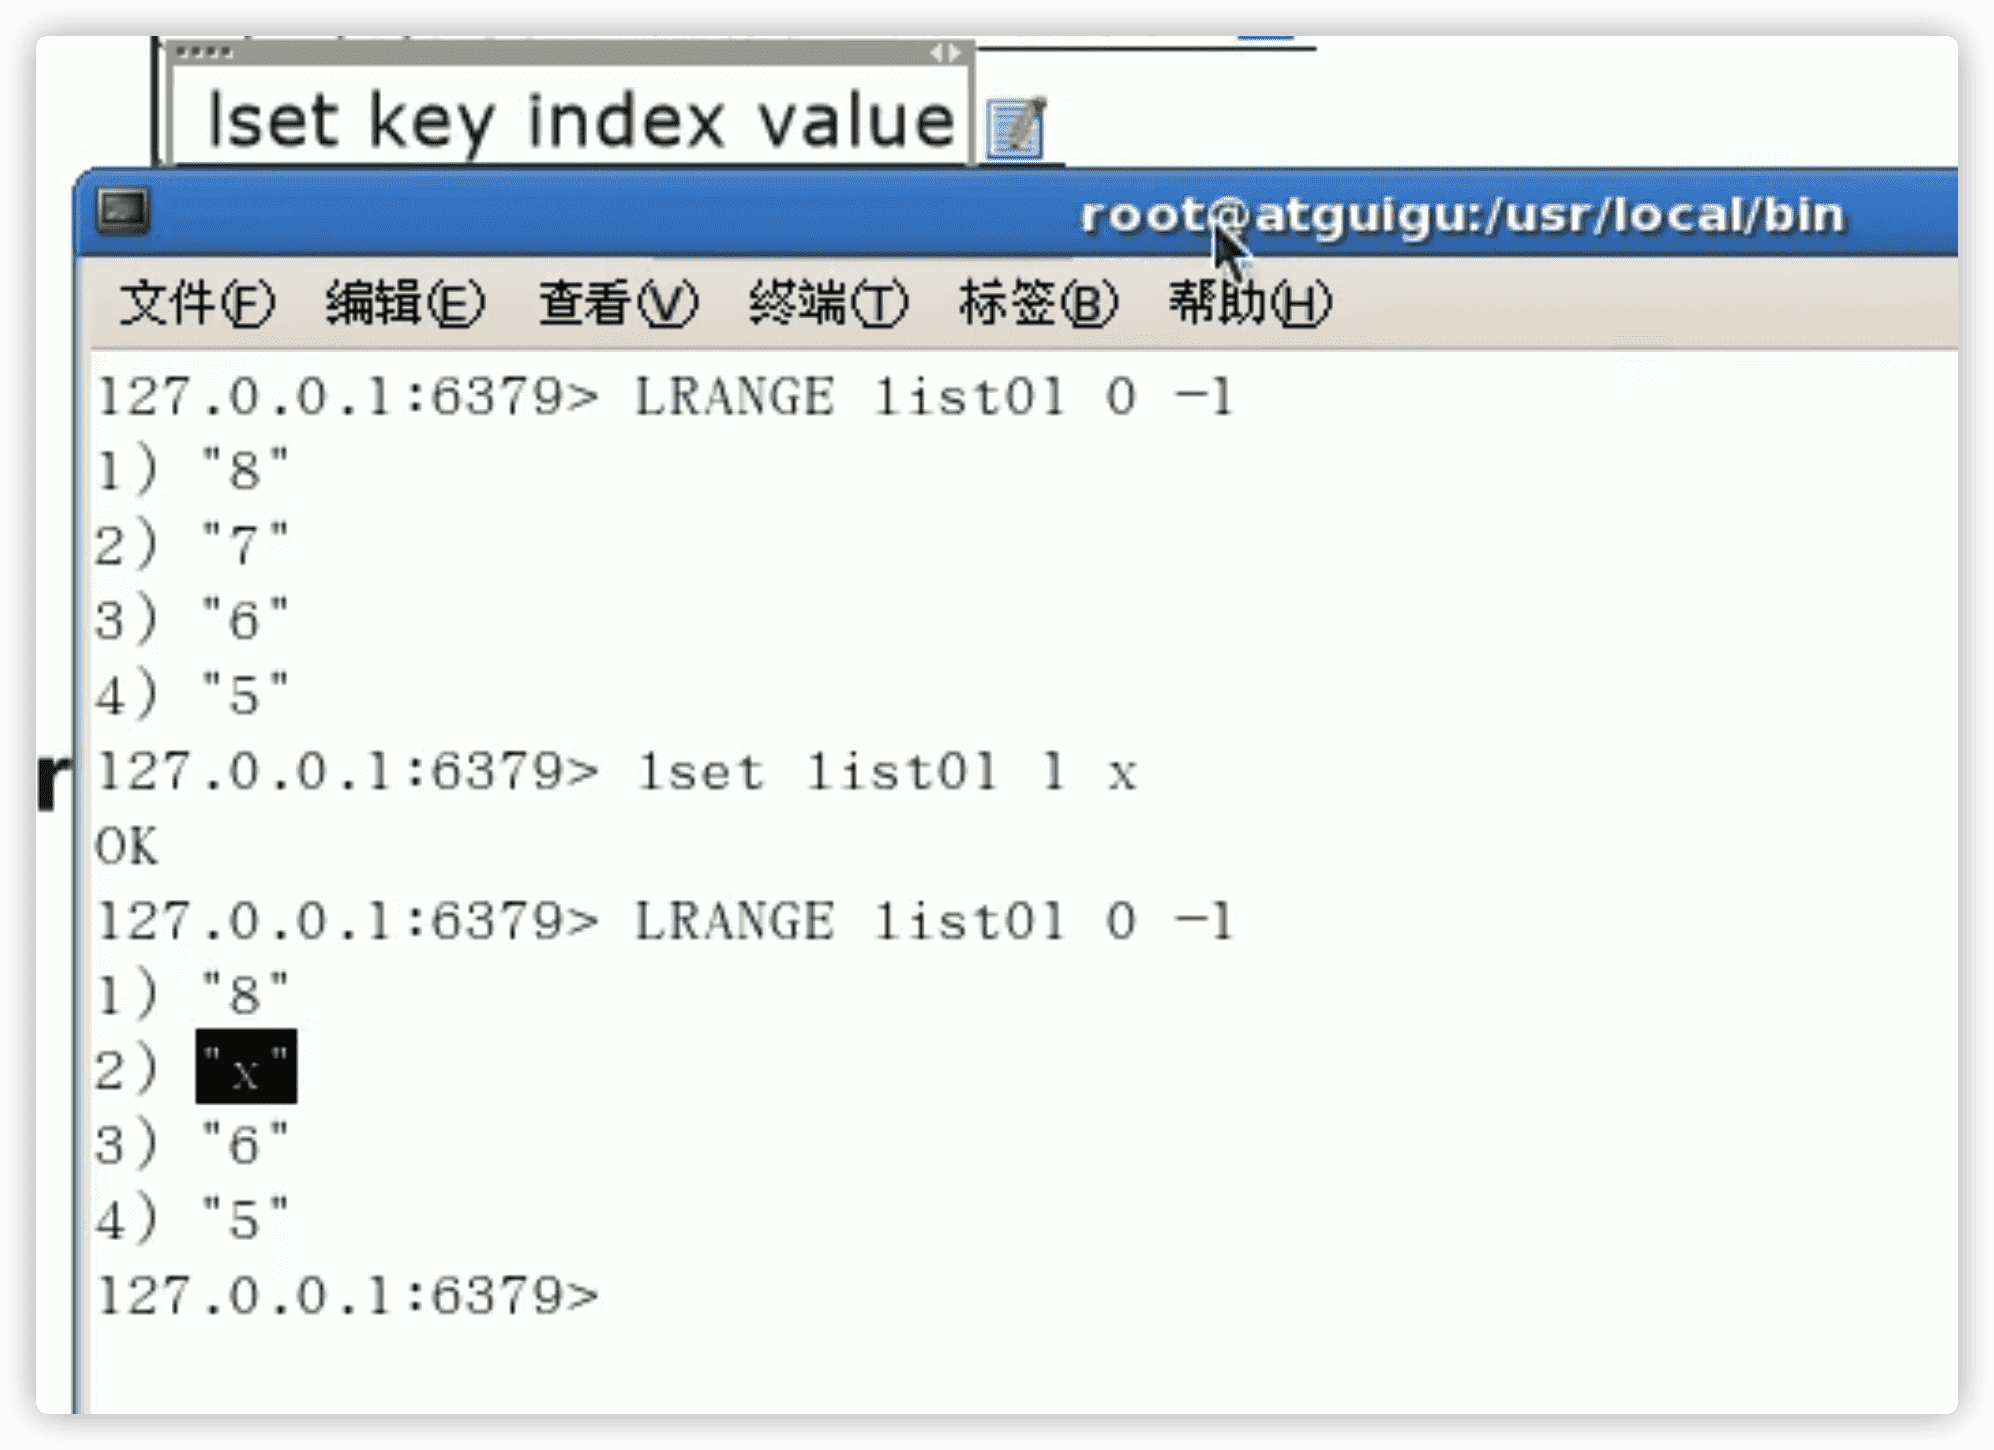 lset key index value
root@atguigu:/usr/local/bin
文件(F) 编辑(E) 查看(V) 终端(T) 标签(B) 帮助(H)
127.0.0.1:6379> LRANGE list01 0 -1
1) "8"
2) "7"
3) "6"
4) "5"
127.0.0.1:6379> lset list01 1 x
OK
127.0.0.1:6379> LRANGE list01 0 -1
1) "8"
2) "x"
3) "6"
4) "5"
127.0.0.1:6379>